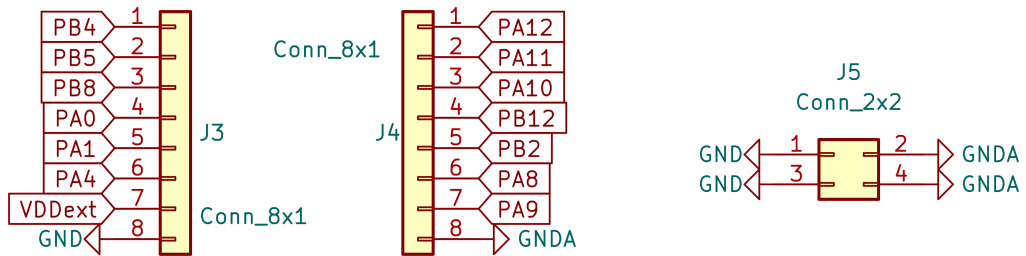 PB4 1
PB5 2
PB8 3
PA0 4
PA1 5
PA4 6
VDDext 7
GND 8
J3
Conn_8x1
Conn_8x1
J4
1 PA12
2 PA11
3 PA10
4 PB12
5 PB2
6 PA8
7 PA9
8 GNDA
J5
Conn_2x2
GND 1 2 GNDA
GND 3 4 GNDA